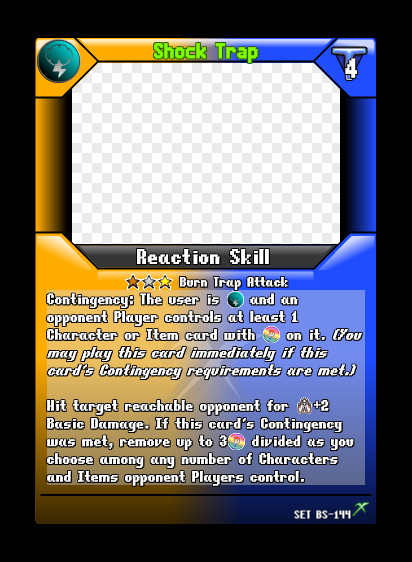 Shock Trap
4
Reaction Skill
Burn Trap Attack
Contingency: The user is and an
opponent Player controls at least 1
Character or Item card with on it. (You
may play this card immediately if this
card's Contingency requirements are met.)
Hit target reachable opponent for +2
Basic Damage. If this card's Contingency
was met, remove up to 3 divided as you
choose among any number of Characters
and Items opponent Players control.
SET BS-144